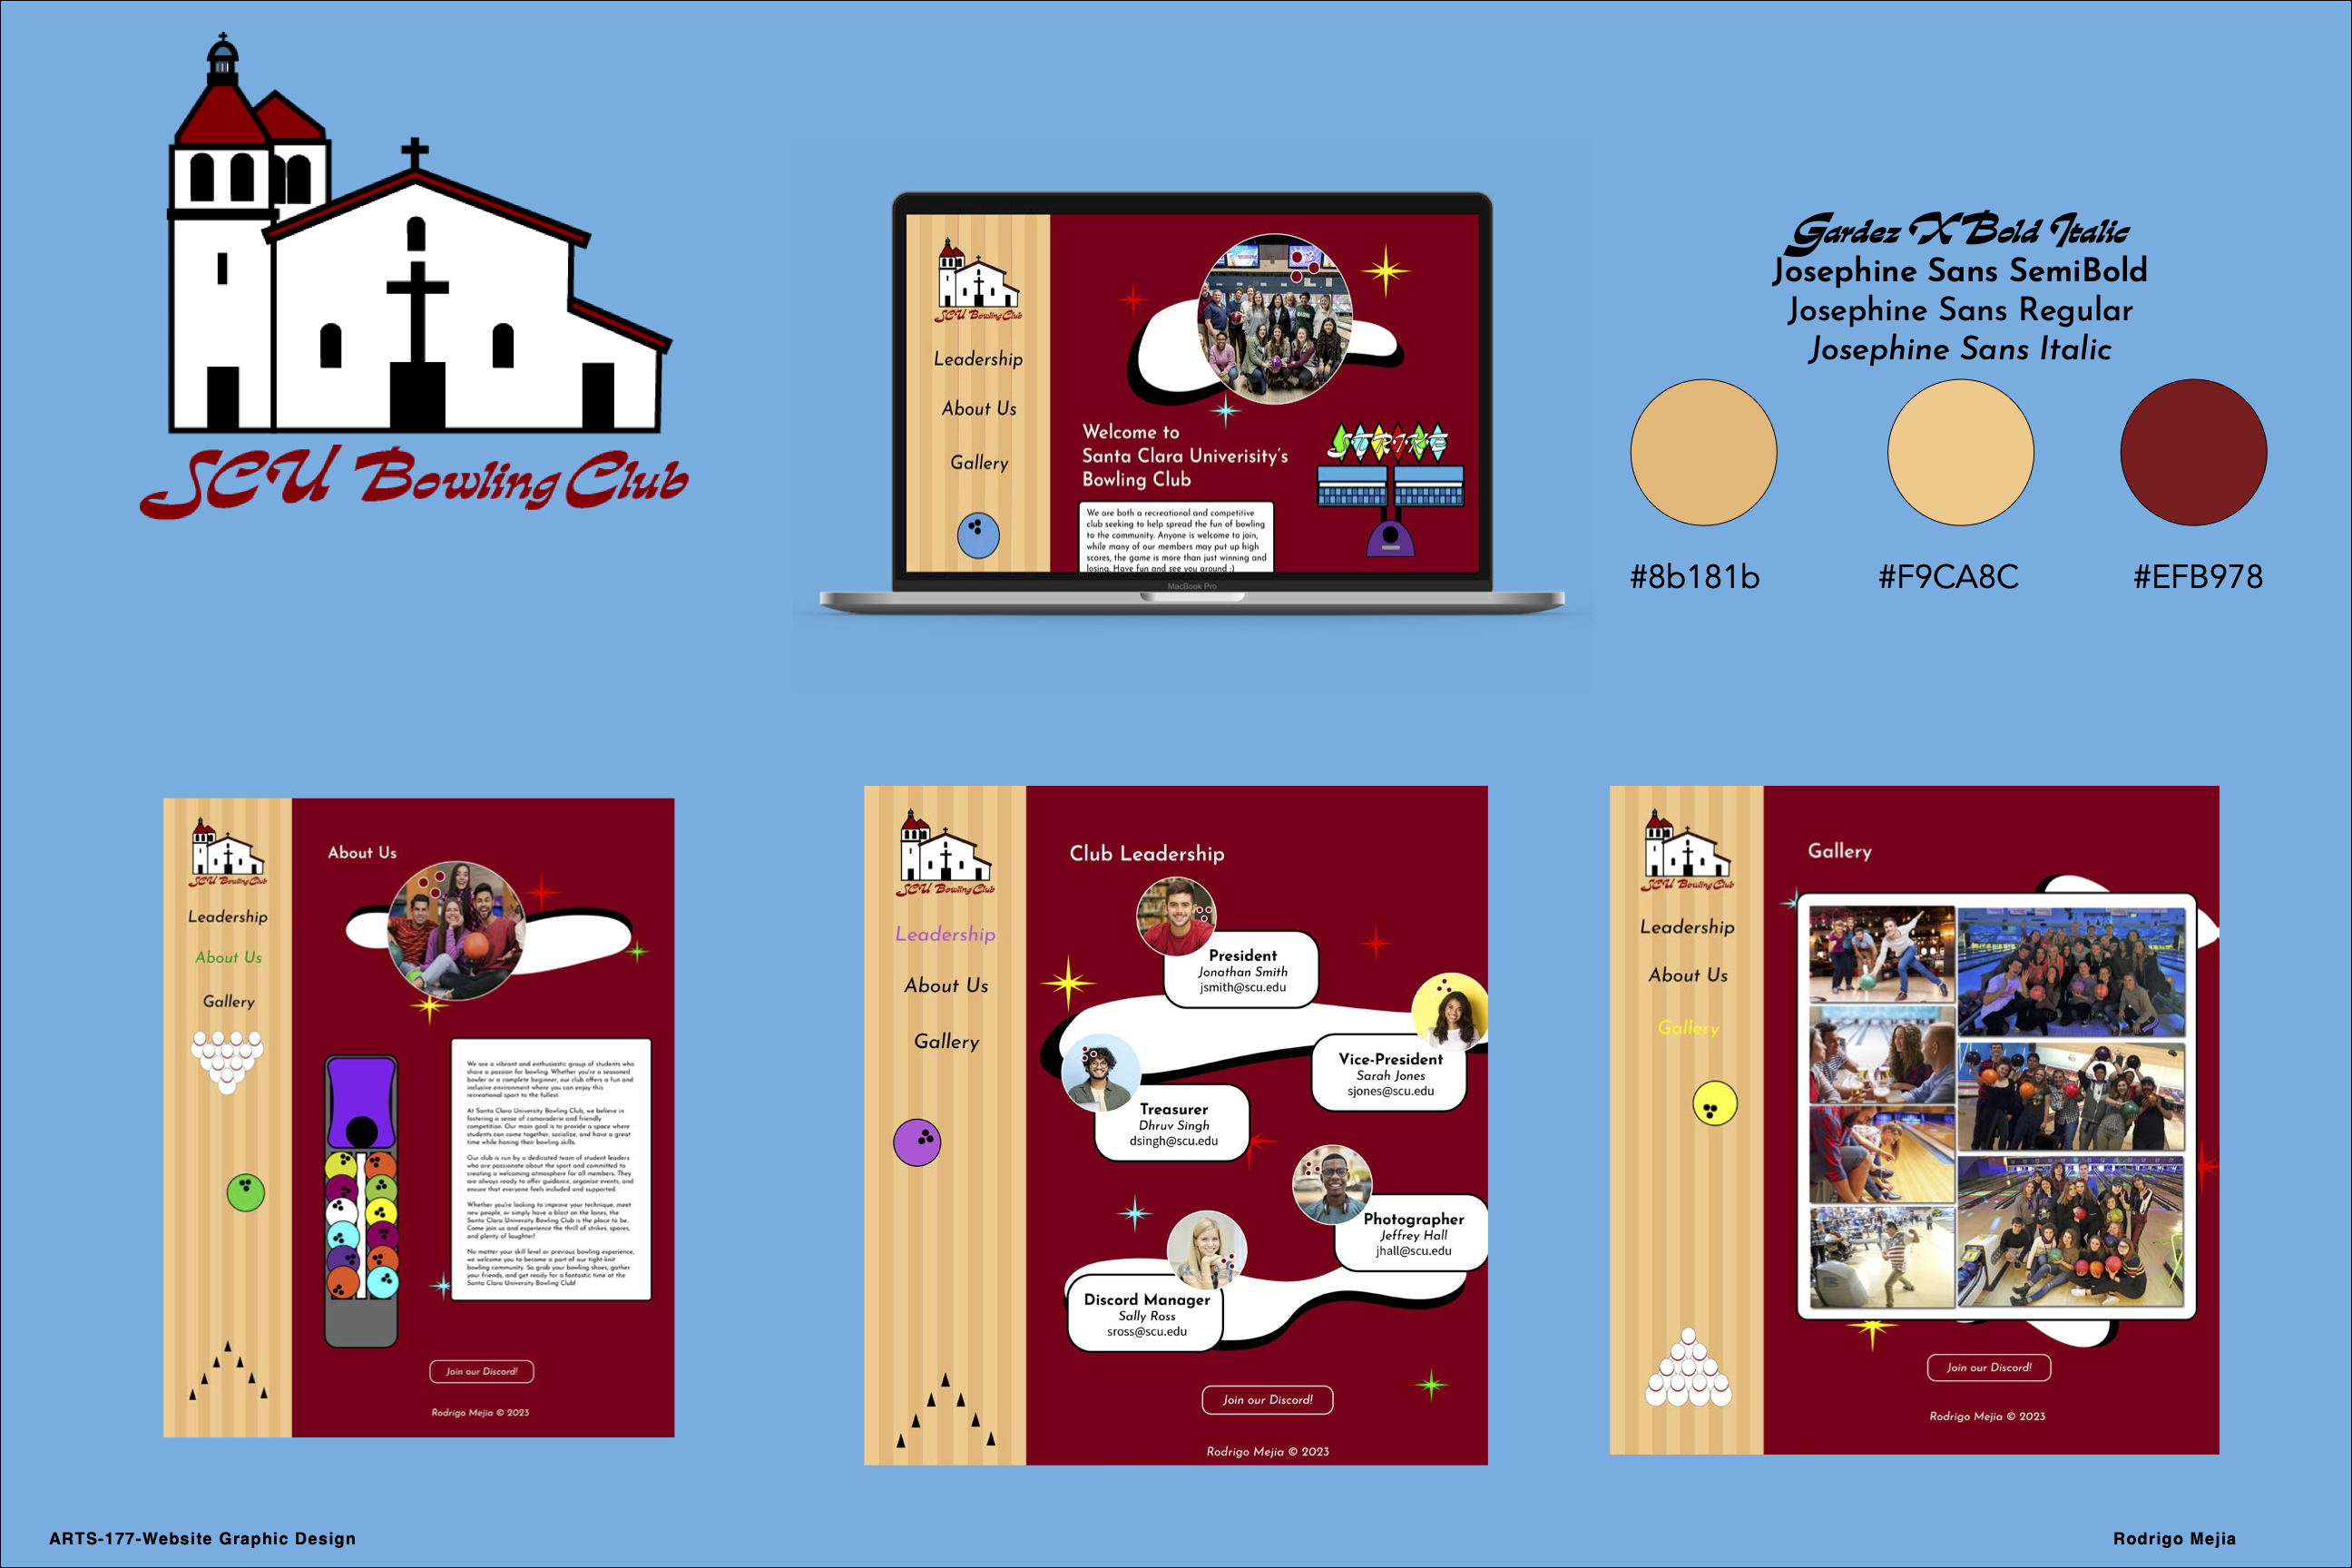 SCU Bowling Club
SCU Bowling Club
Leadership
About Us
Gallery
Welcome to
Santa Clara Univerisity's
Bowling Club
STRIKE
We are both a recreational and competitive
club seeking to help spread the fun of bowling
to the community. Anyone is welcome to join,
while many of our members may put up high
scores, the game is more than just winning and
losing. Have fun and see you around :)
MacBook Pro
Gardez X Bold Italic
Josephine Sans SemiBold
Josephine Sans Regular
Josephine Sans Italic
#8b181b
#F9CA8C
#EFB978
SCU Bowling Club
Leadership
About Us
Gallery
About Us
We are a vibrant and enthusiastic group of students who
share a passion for bowling. Whether you're a seasoned
bowler or a complete beginner, our club offers a fun and
inclusive environment where you can enjoy this
recreational sport to the fullest.
At Santa Clara University Bowling Club, we believe in
fostering a sense of camaraderie and friendly
competition. Our main goal is to provide a space where
students can come together, socialize, and have a great
time while honing their bowling skills.
Our club is run by a dedicated team of student leaders
who are passionate about the sport and committed to
creating a welcoming atmosphere for all members. They
are always ready to offer guidance, organize events, and
ensure that everyone feels included and supported.
Whether you're looking to improve your technique, meet
new people, or simply have a blast on the lanes, the
Santa Clara University Bowling Club is the place to be.
Come join us and experience the thrill of strikes, spares,
and plenty of laughter!
No matter your skill level or previous bowling experience,
we welcome you to become a part of our tight-knit
bowling community. So grab your bowling shoes, gather
your friends, and get ready for a fantastic time at the
Santa Clara University Bowling Club!
Join our Discord!
Rodrigo Mejia © 2023
SCU Bowling Club
Leadership
About Us
Gallery
Club Leadership
President
Jonathan Smith
jsmith@scu.edu
Vice-President
Sarah Jones
sjones@scu.edu
Treasurer
Dhruv Singh
dsingh@scu.edu
Photographer
Jeffrey Hall
jhall@scu.edu
Discord Manager
Sally Ross
sross@scu.edu
Join our Discord!
Rodrigo Mejia © 2023
SCU Bowling Club
Leadership
About Us
Gallery
Gallery
Join our Discord!
Rodrigo Mejia © 2023
ARTS-177-Website Graphic Design
Rodrigo Mejia